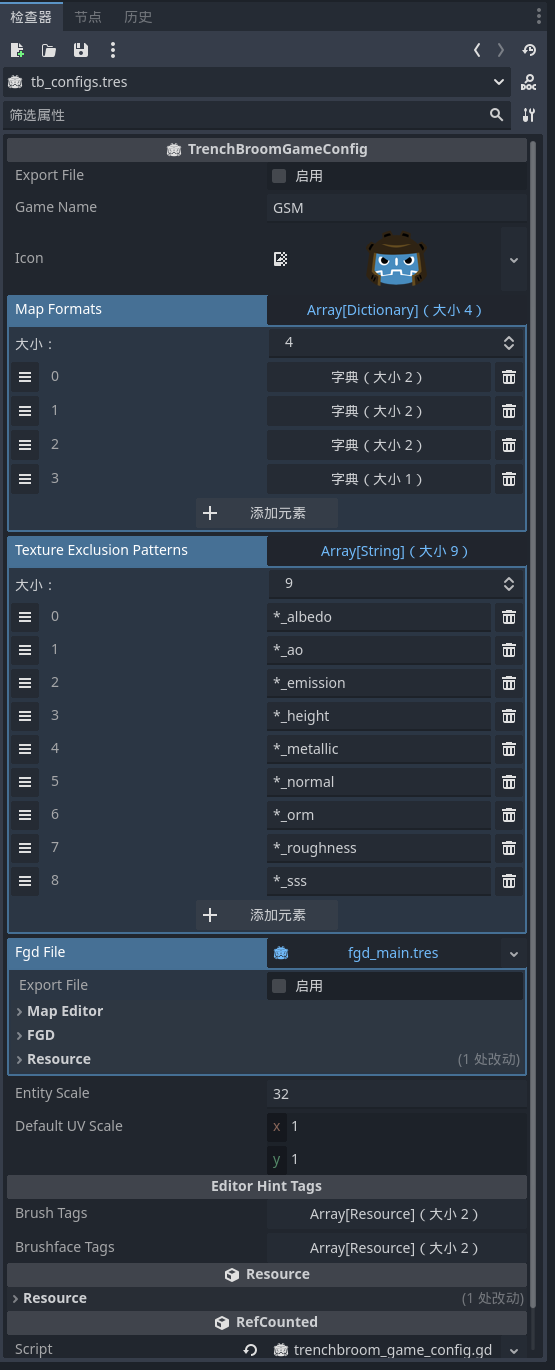 检查器 节点 历史
tb_configs.tres DOC
筛选属性
TrenchBroomGameConfig
Export File 启用
Game Name GSM
Icon
Map Formats Array[Dictionary]（大小 4）
大小： 4
0 字典（大小 2）
1 字典（大小 2）
2 字典（大小 2）
3 字典（大小 1）
添加元素
Texture Exclusion Patterns Array[String]（大小 9）
大小： 9
0 *_albedo
1 *_ao
2 *_emission
3 *_height
4 *_metallic
5 *_normal
6 *_orm
7 *_roughness
8 *_sss
添加元素
Fgd File fgd_main.tres
Export File 启用
Map Editor
FGD
Resource (1 处改动)
Entity Scale 32
Default UV Scale x 1
y 1
Editor Hint Tags
Brush Tags Array[Resource]（大小 2）
Brushface Tags Array[Resource]（大小 2）
Resource
Resource (1 处改动)
RefCounted
Script trenchbroom_game_config.gd